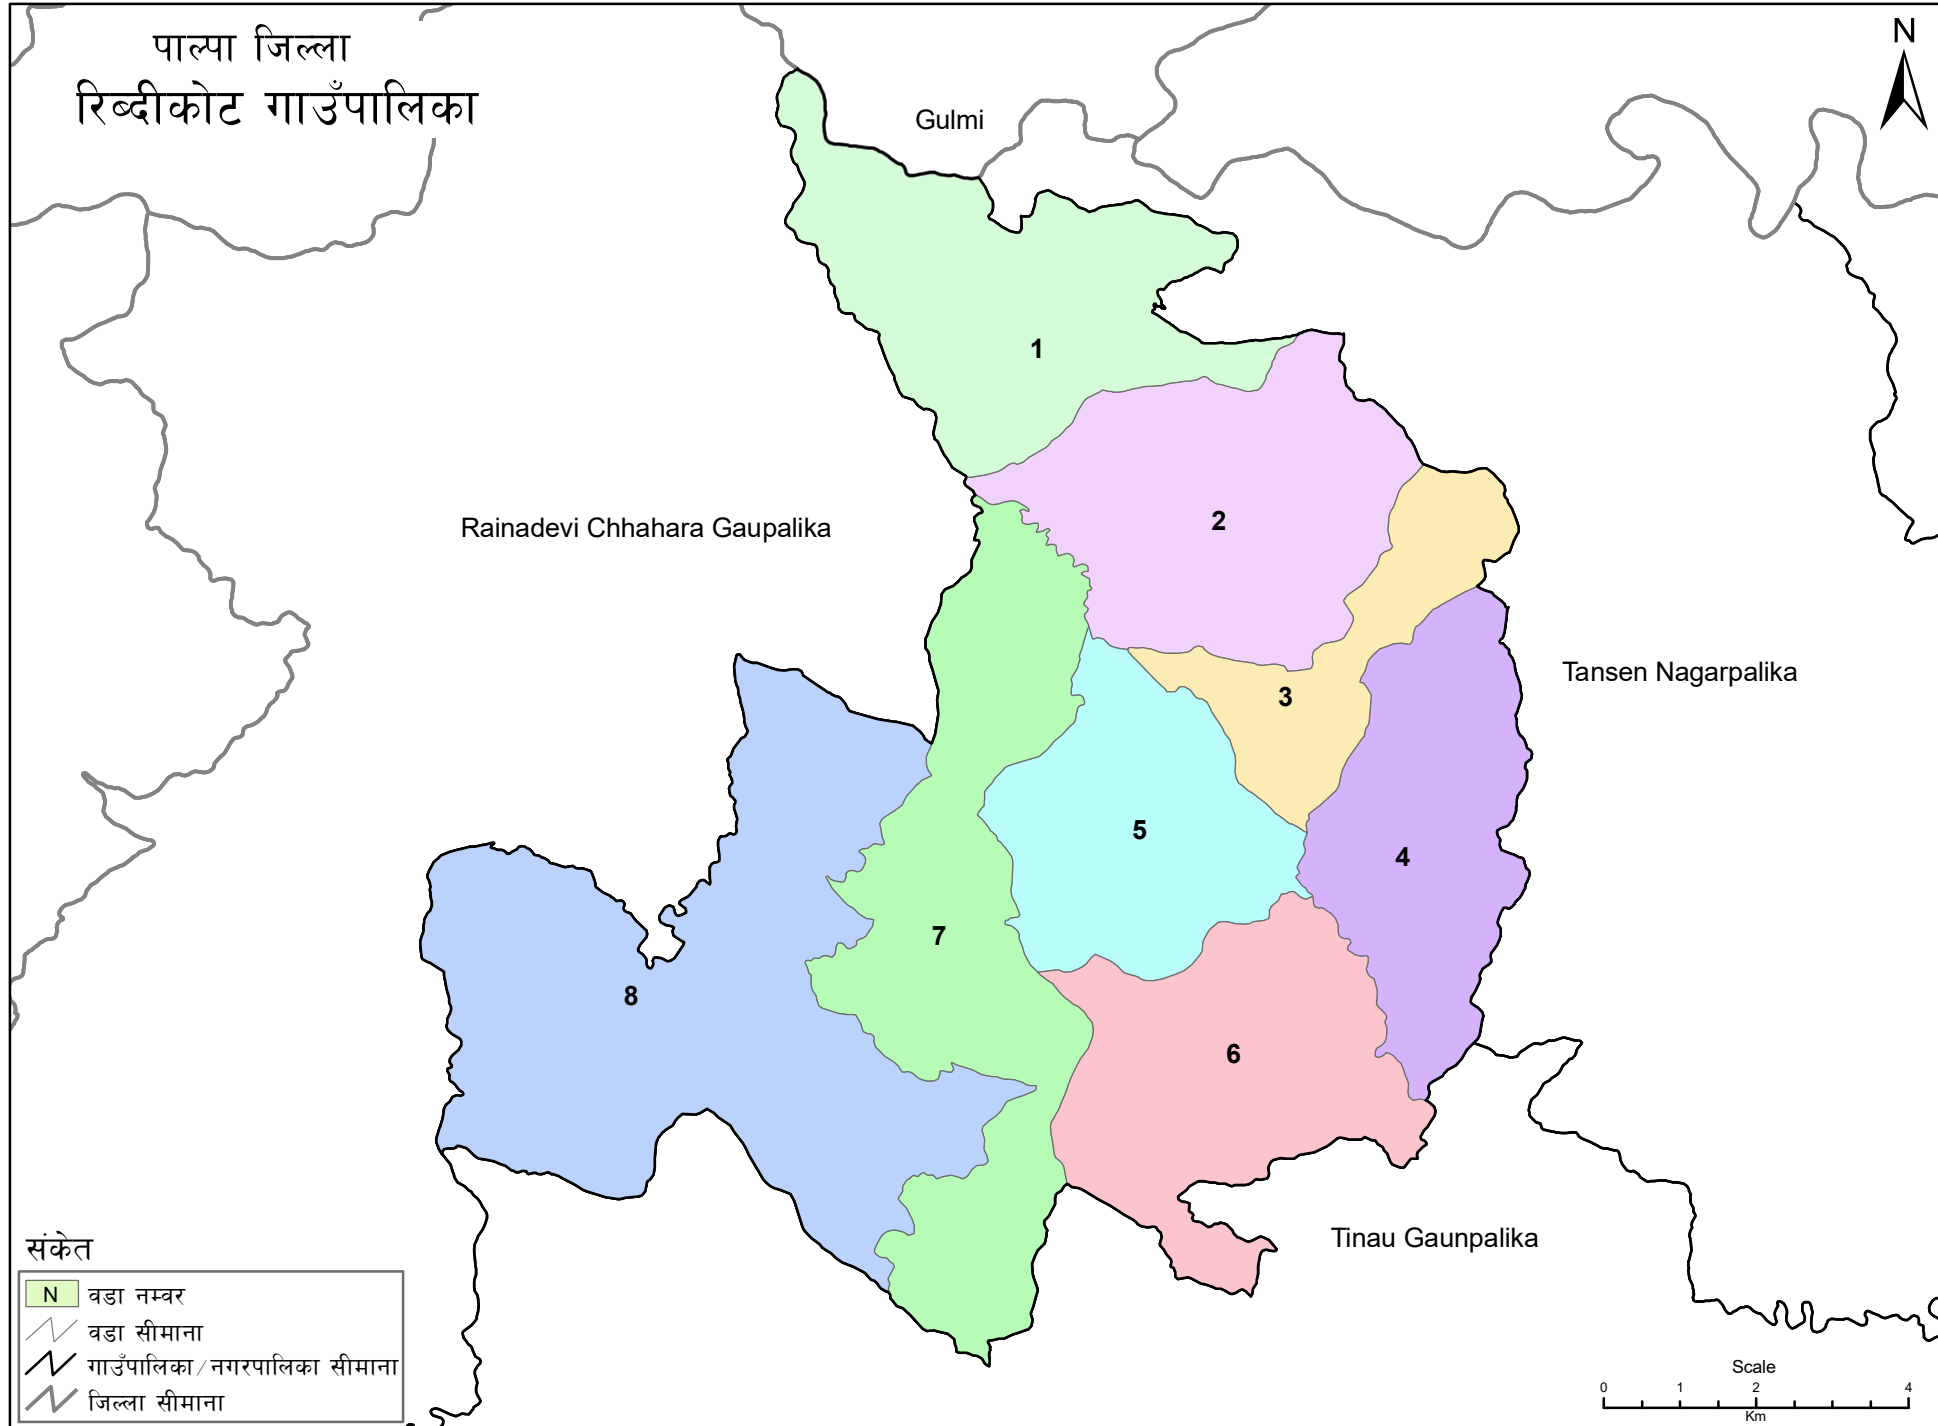 पाल्पा जिल्ला
रिब्दीकोट गाउँपालिका
N
Gulmi
1
Rainadevi Chhahara Gaupalika
2
Tansen Nagarpalika
3
5
4
7
8
6
Tinau Gaunpalika
संकेत
N वडा नम्वर
वडा सीमाना
गाउँपालिका/नगरपालिका सीमाना
जिल्ला सीमाना
Scale
0 1 2 4
Km